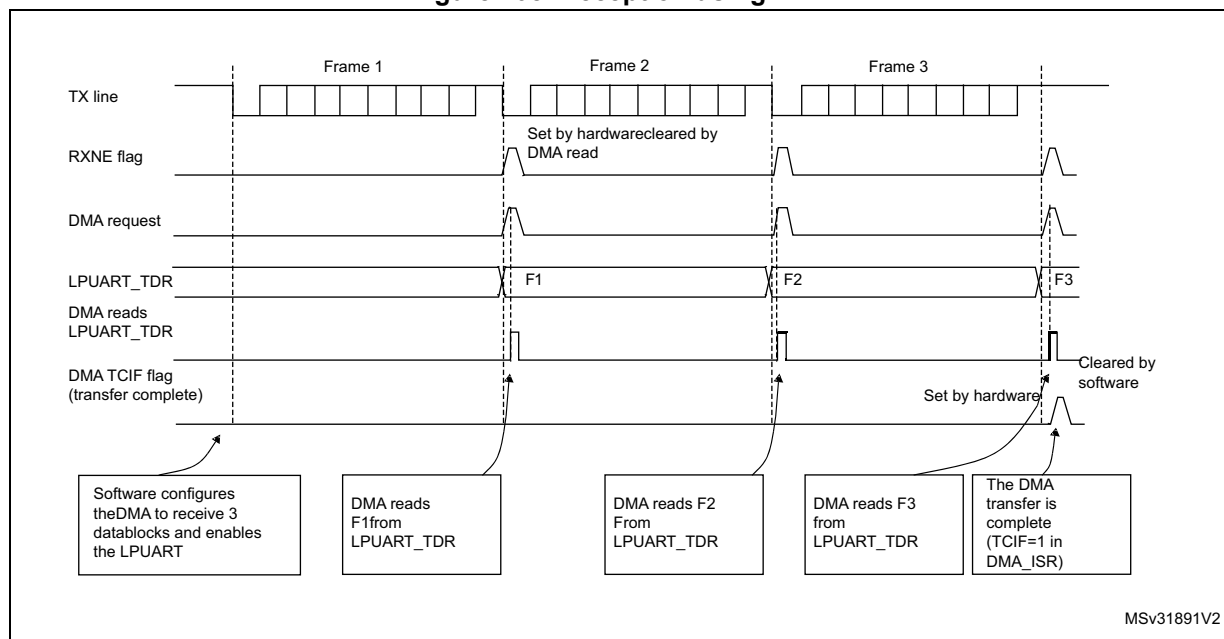 Frame 1
Frame 2
Frame 3
TX line
Set by hardwarecleared by
DMA read
RXNE flag
DMA request
LPUART_TDR
F1
F2
F3
DMA reads
LPUART_TDR
Cleared by
software
DMA TCIF flag
(transfer complete)
Set by hardware
Software configures
theDMA to receive 3
datablocks and enables
the LPUART
DMA reads
F1from
LPUART_TDR
DMA reads F2
From
LPUART_TDR
DMA reads F3
from
LPUART_TDR
The DMA
transfer is
complete
(TCIF=1 in
DMA_ISR)
MSv31891V2